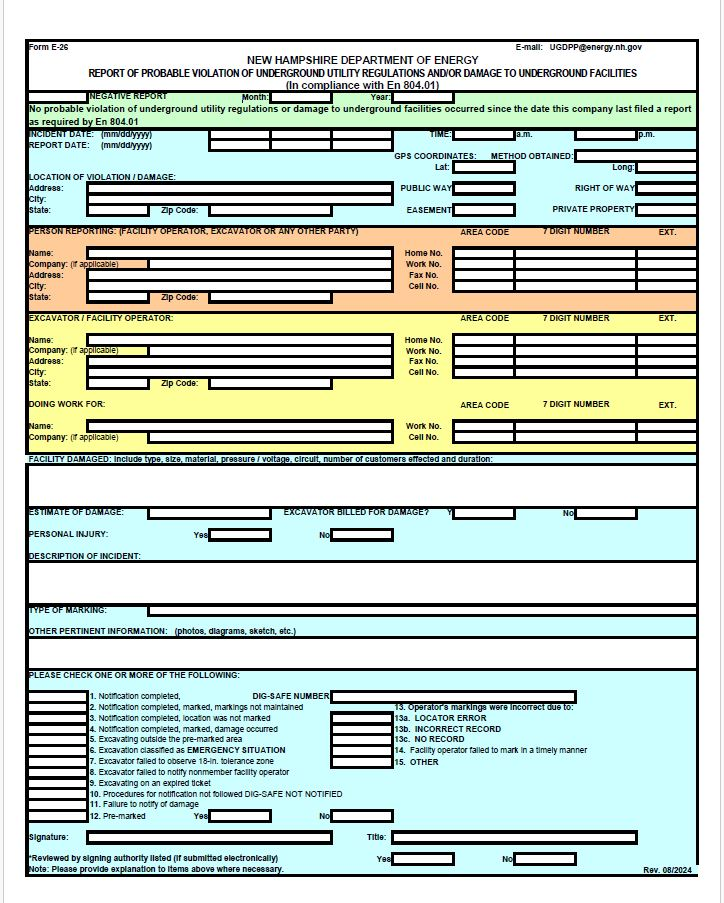 Form E-26 E-mail: UGDPP@energy.nh.gov
NEW HAMPSHIRE DEPARTMENT OF ENERGY
REPORT OF PROBABLE VIOLATION OF UNDERGROUND UTILITY REGULATIONS AND/OR DAMAGE TO UNDERGROUND FACILITIES
(In compliance with En 804.01)
NEGATIVE REPORT Month: Year:
No probable violation of underground utility regulations or damage to underground facilities occurred since the date this company last filed a report
as required by En 804.01
INCIDENT DATE: (mm/dd/yyyy) TIME: a.m. p.m.
REPORT DATE: (mm/dd/yyyy)
GPS COORDINATES: METHOD OBTAINED:
Lat: Long:
LOCATION OF VIOLATION / DAMAGE:
Address: PUBLIC WAY RIGHT OF WAY
City:
State: Zip Code: EASEMENT PRIVATE PROPERTY
PERSON REPORTING: (FACILITY OPERATOR, EXCAVATOR OR ANY OTHER PARTY) AREA CODE 7 DIGIT NUMBER EXT.
Name: Home No.
Company: (if applicable) Work No.
Address: Fax No.
City: Cell No.
State: Zip Code:
EXCAVATOR / FACILITY OPERATOR: AREA CODE 7 DIGIT NUMBER EXT.
Name: Home No.
Company: (if applicable) Work No.
Address: Fax No.
City: Cell No.
State: Zip Code:
DOING WORK FOR: AREA CODE 7 DIGIT NUMBER EXT.
Name: Work No.
Company: (if applicable) Cell No.
FACILITY DAMAGED: Include type, size, material, pressure / voltage, circuit, number of customers effected and duration:
ESTIMATE OF DAMAGE: EXCAVATOR BILLED FOR DAMAGE? Y No
PERSONAL INJURY: Yes No
DESCRIPTION OF INCIDENT:
TYPE OF MARKING:
OTHER PERTINENT INFORMATION: (photos, diagrams, sketch, etc.)
PLEASE CHECK ONE OR MORE OF THE FOLLOWING:
1. Notification completed, DIG-SAFE NUMBER
2. Notification completed, marked, markings not maintained 13. Operator's markings were incorrect due to:
3. Notification completed, location was not marked 13a. LOCATOR ERROR
4. Notification completed, marked, damage occurred 13b. INCORRECT RECORD
5. Excavating outside the pre-marked area 13c. NO RECORD
6. Excavation classified as EMERGENCY SITUATION 14. Facility operator failed to mark in a timely manner
7. Excavator failed to observe 18-in. tolerance zone 15. OTHER
8. Excavator failed to notify nonmember facility operator
9. Excavating on an expired ticket
10. Procedures for notification not followed DIG-SAFE NOT NOTIFIED
11. Failure to notify of damage
12. Pre-marked Yes No
Signature: Title:
*Reviewed by signing authority listed (if submitted electronically) Yes No
Note: Please provide explanation to items above where necessary. Rev. 08/2024